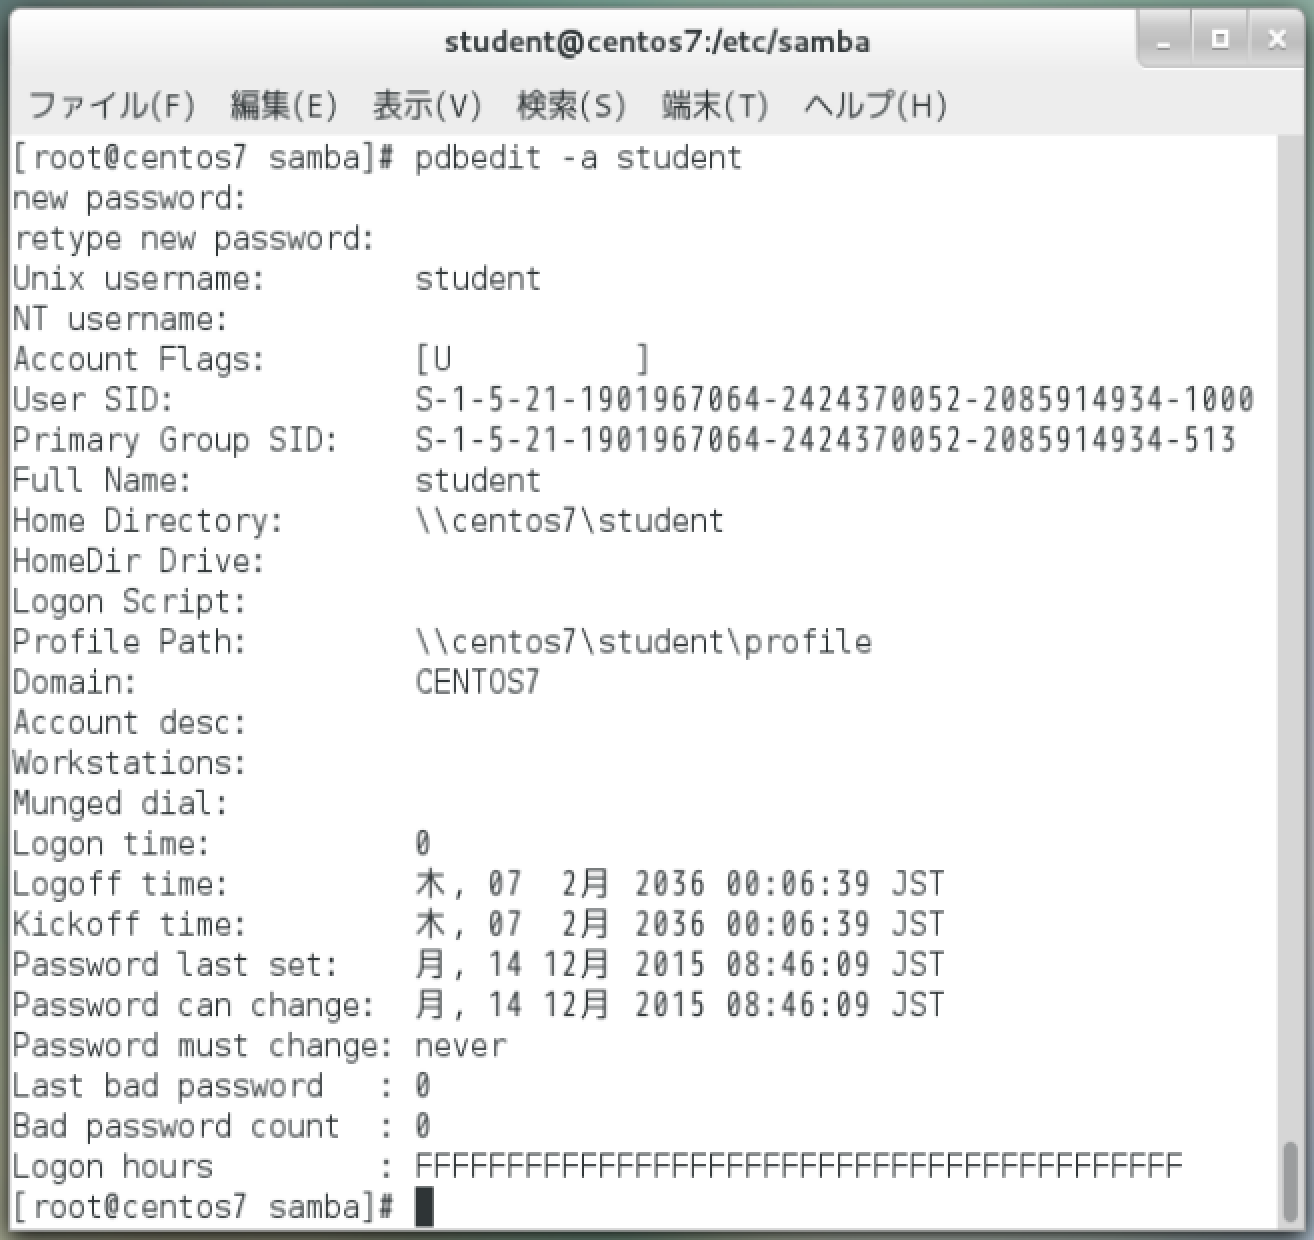 student@centos7:/etc/samba
ファイル(F) 編集(E) 表示(V) 検索(S) 端末(T) ヘルプ(H)
[root@centos7 samba]# pdbedit -a student
new password:
retype new password:
Unix username:        student
NT username:
Account Flags:        [U          ]
User SID:             S-1-5-21-1901967064-2424370052-2085914934-1000
Primary Group SID:    S-1-5-21-1901967064-2424370052-2085914934-513
Full Name:            student
Home Directory:       \\centos7\student
HomeDir Drive:
Logon Script:
Profile Path:         \\centos7\student\profile
Domain:               CENTOS7
Account desc:
Workstations:
Munged dial:
Logon time:           0
Logoff time:          木, 07  2月 2036 00:06:39 JST
Kickoff time:         木, 07  2月 2036 00:06:39 JST
Password last set:    月, 14 12月 2015 08:46:09 JST
Password can change:  月, 14 12月 2015 08:46:09 JST
Password must change: never
Last bad password   : 0
Bad password count  : 0
Logon hours         : FFFFFFFFFFFFFFFFFFFFFFFFFFFFFFFFFFFFFFFFFF
[root@centos7 samba]#